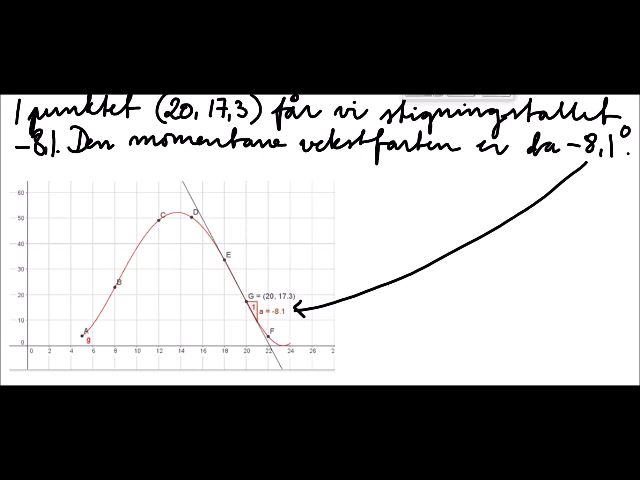 I punktet (20, 17,3) får vi stigningstallet
-8,1. Den momentane vekstfarten er da -8,1°.
60
50
40
30
20
10
0
C
D
E
B
G = (20, 17.3)
1
a = -8.1
A
F
g
0 2 4 6 8 10 12 14 16 18 20 22 24 26 28